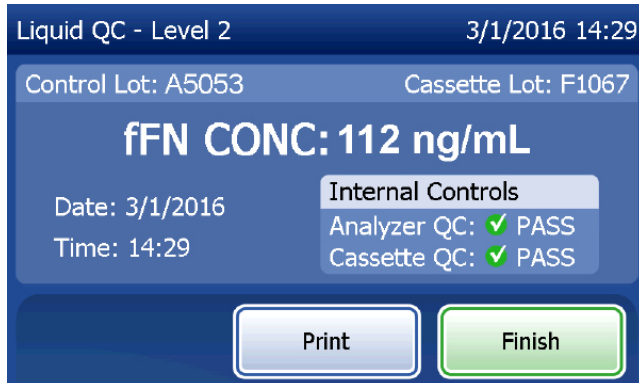 Liquid QC - Level 2 3/1/2016 14:29
Control Lot: A5053 Cassette Lot: F1067
fFN CONC: 112 ng/mL
Date: 3/1/2016
Time: 14:29
Internal Controls
Analyzer QC: PASS
Cassette QC: PASS
Print
Finish